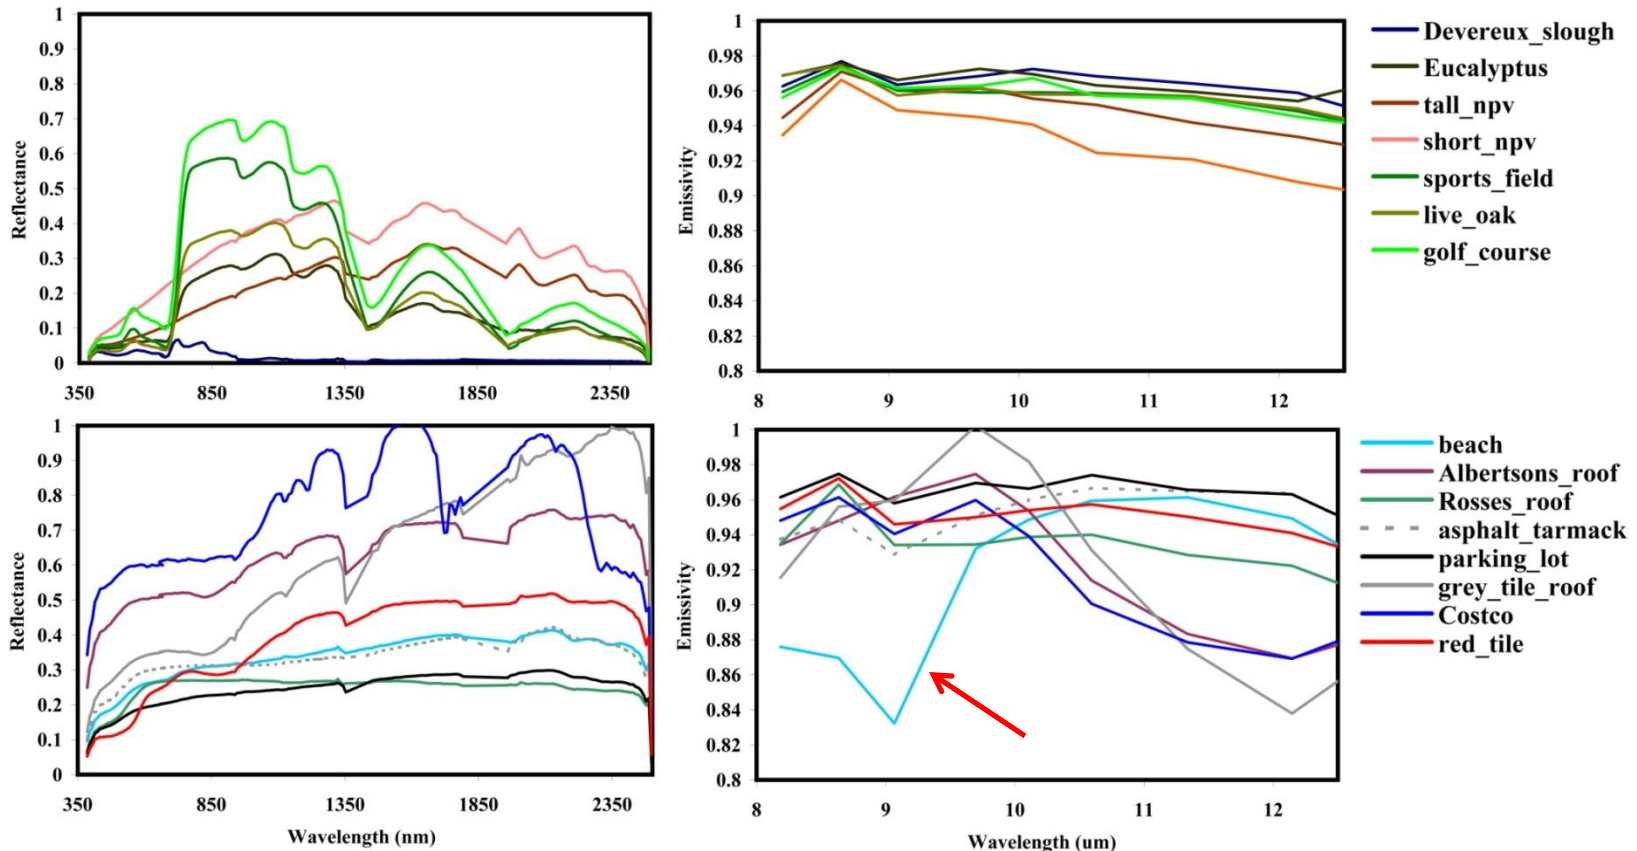 1
0.9
0.8
0.7
0.6
0.5
0.4
0.3
0.2
0.1
0
Reflectance
350 850 1350 1850 2350
1
0.98
0.96
0.94
0.92
0.9
0.88
0.86
0.84
0.82
0.8
Emissivity
8 9 10 11 12
Devereux_slough
Eucalyptus
tall_npv
short_npv
sports_field
live_oak
golf_course
1
0.9
0.8
0.7
0.6
0.5
0.4
0.3
0.2
0.1
0
Reflectance
350 850 1350 1850 2350
Wavelength (nm)
1
0.98
0.96
0.94
0.92
0.9
0.88
0.86
0.84
0.82
0.8
Emissivity
8 9 10 11 12
Wavelength (um)
beach
Albertsons_roof
Rosses_roof
asphalt_tarmack
parking_lot
grey_tile_roof
Costco
red_tile